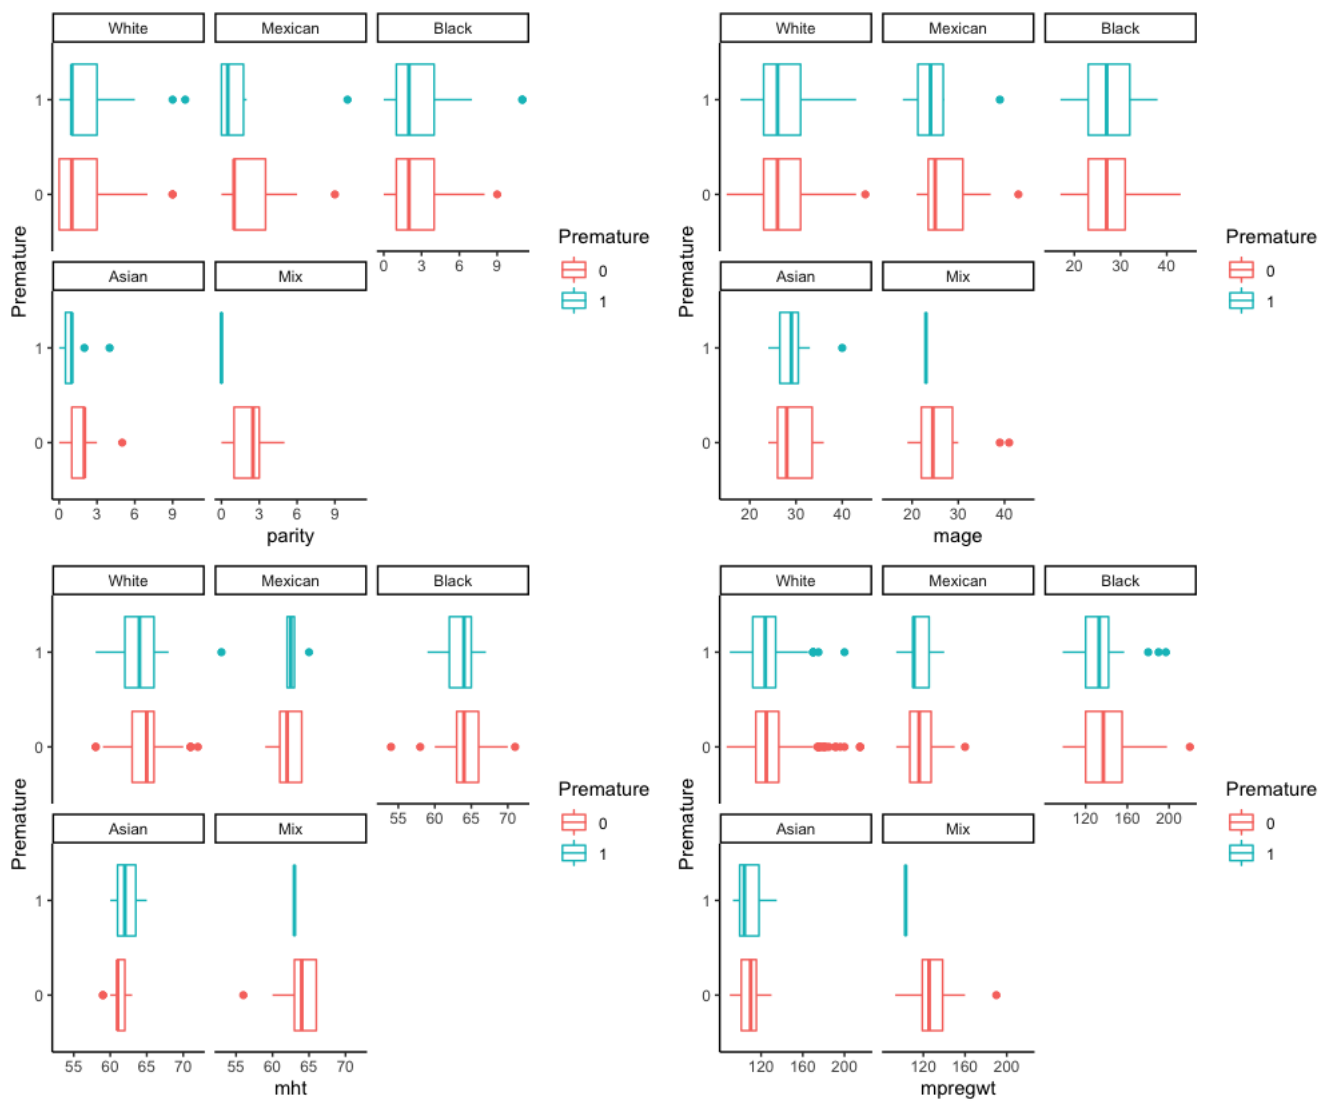 White Mexican Black
1
0
Premature
0 3 6 9
Asian Mix
1
0
0 3 6 9 0 3 6 9
parity
Premature
0
1
White Mexican Black
1
0
Premature
20 30 40
Asian Mix
1
0
20 30 40 20 30 40
mage
Premature
0
1
White Mexican Black
1
0
Premature
55 60 65 70
Asian Mix
1
0
55 60 65 70 55 60 65 70
mht
Premature
0
1
White Mexican Black
1
0
Premature
120 160 200
Asian Mix
1
0
120 160 200 120 160 200
mpregwt
Premature
0
1